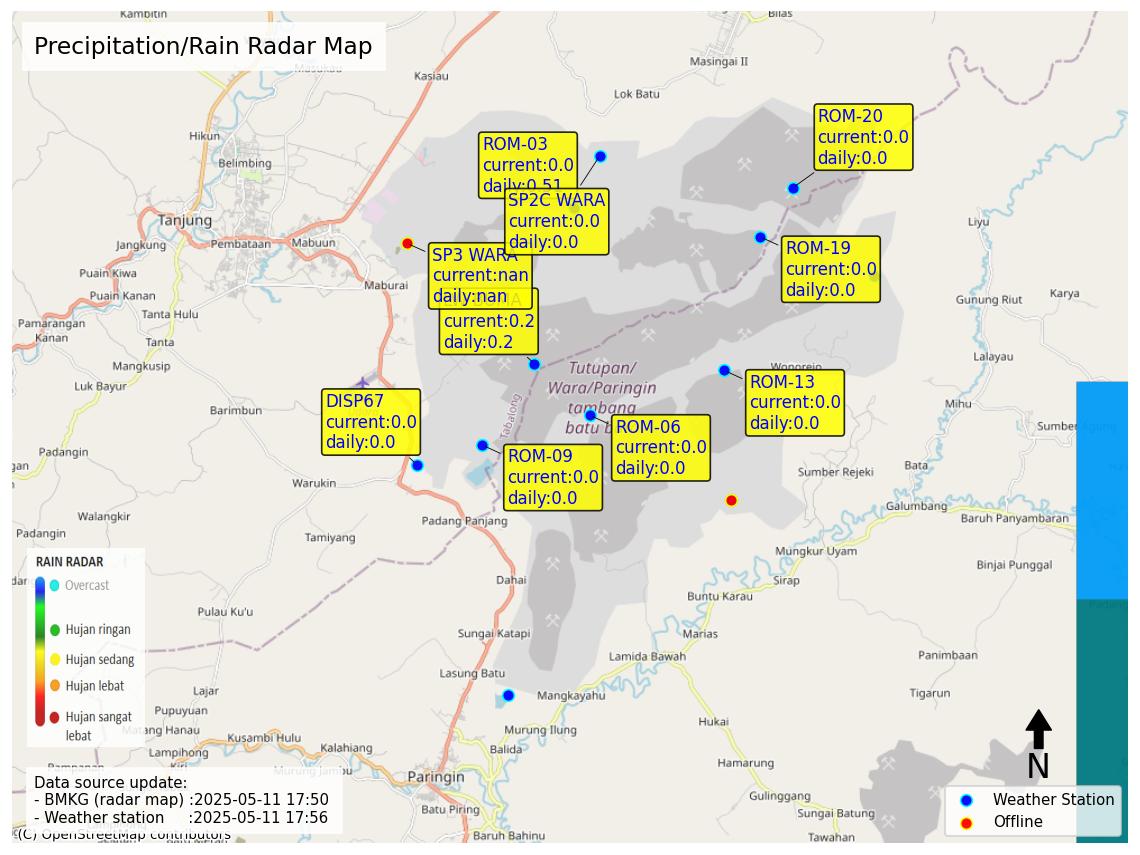 Precipitation/Rain Radar Map
Kambitin
Bilas
Masukau
Kasiau
Masingai II
Lok Batu
Hikun
Belimbing
Tanjung
Jangkung
Pembataan
Mabuun
Puain Kiwa
Maburai
Puain Kanan
Tanta Hulu
Pamarangan
Kanan
Tanta
Mangkusip
Luk Bayur
Barimbun
Padangin
Warukin
Walangkir
Padangin
Tamiyang
Padang Panjang
Dahai
Pulau Ku'u
Sungai Katapi
Lasung Batu
Lajar
Pupuyuan
Matang Hanau
Lampihong
Kusambi Hulu
Kalahiang
Murung Jambu
Paringin
Batu Piring
Baruh Bahinu
Balida
Murung Ilung
Mangkayahu
Lamida Bawah
Marias
Buntu Karau
Sirap
Mungkur Uyam
Galumbang
Baruh Panyambaran
Binjai Punggal
Bata
Sumber Rejeki
Mihu
Lalayau
Gunung Riut
Karya
Liyu
Wonorejo
Panimbaan
Tigarun
Hukai
Hamarung
Gulinggang
Sungai Batung
Tawahan
Tabalong
Tutupan/
Wara/Paringin
tambang
batu b
ROM-03
current:0.0
daily:0.51
SP2C WARA
current:0.0
daily:0.0
ROM-20
current:0.0
daily:0.0
ROM-19
current:0.0
daily:0.0
SP3 WARA
current:nan
daily:nan
current:0.2
daily:0.2
ROM-13
current:0.0
daily:0.0
DISP67
current:0.0
daily:0.0
ROM-06
current:0.0
daily:0.0
ROM-09
current:0.0
daily:0.0
RAIN RADAR
Overcast
Hujan ringan
Hujan sedang
Hujan lebat
Hujan sangat
lebat
Data source update:
- BMKG (radar map) :2025-05-11 17:50
- Weather station :2025-05-11 17:56
(C) OpenStreetMap contributors
N
Weather Station
Offline